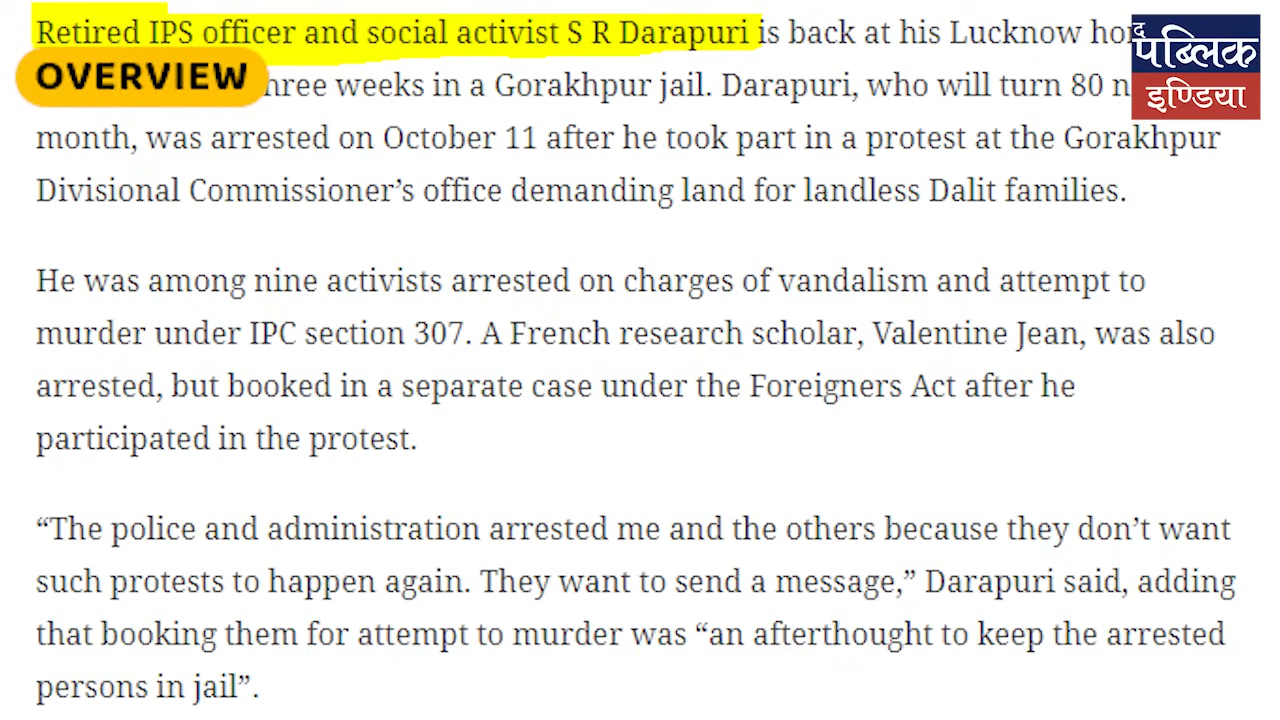 Retired IPS officer and social activist S R Darapuri is back at his Lucknow
OVERVIEW
three weeks in a Gorakhpur jail. Darapuri, who will turn 80
month, was arrested on October 11 after he took part in a protest at the Gorakhpur
Divisional Commissioner’s office demanding land for landless Dalit families.
He was among nine activists arrested on charges of vandalism and attempt to
murder under IPC section 307. A French research scholar, Valentine Jean, was also
arrested, but booked in a separate case under the Foreigners Act after he
participated in the protest.
“The police and administration arrested me and the others because they don’t want
such protests to happen again. They want to send a message,” Darapuri said, adding
that booking them for attempt to murder was “an afterthought to keep the arrested
persons in jail”.
द
पब्लिक
इण्डिया